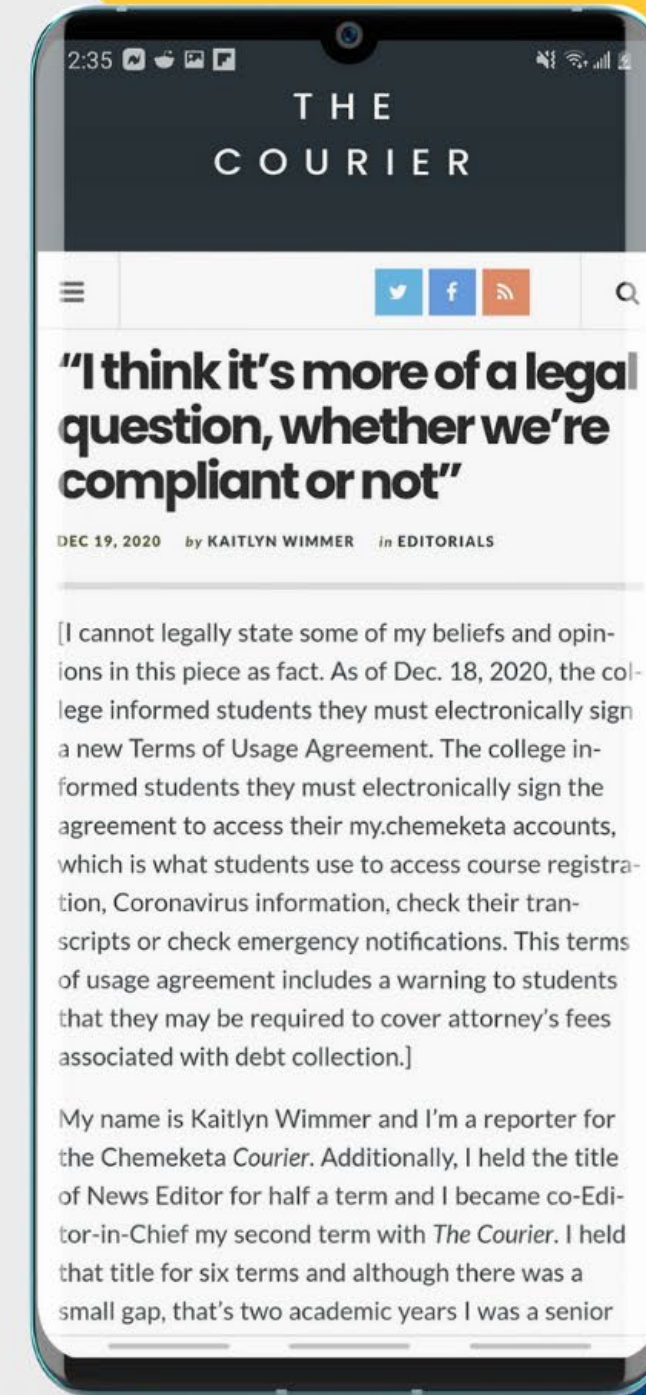 2:35
THE
COURIER
“I think it’s more of a legal
question, whether we’re
compliant or not”
DEC 19, 2020 by KAITLYN WIMMER in EDITORIALS
[I cannot legally state some of my beliefs and opin-
ions in this piece as fact. As of Dec. 18, 2020, the col-
lege informed students they must electronically sign
a new Terms of Usage Agreement. The college in-
formed students they must electronically sign the
agreement to access their my.chemeketa accounts,
which is what students use to access course registra-
tion, Coronavirus information, check their tran-
scripts or check emergency notifications. This terms
of usage agreement includes a warning to students
that they may be required to cover attorney’s fees
associated with debt collection.]
My name is Kaitlyn Wimmer and I’m a reporter for
the Chemeketa Courier. Additionally, I held the title
of News Editor for half a term and I became co-Edi-
tor-in-Chief my second term with The Courier. I held
that title for six terms and although there was a
small gap, that’s two academic years I was a senior